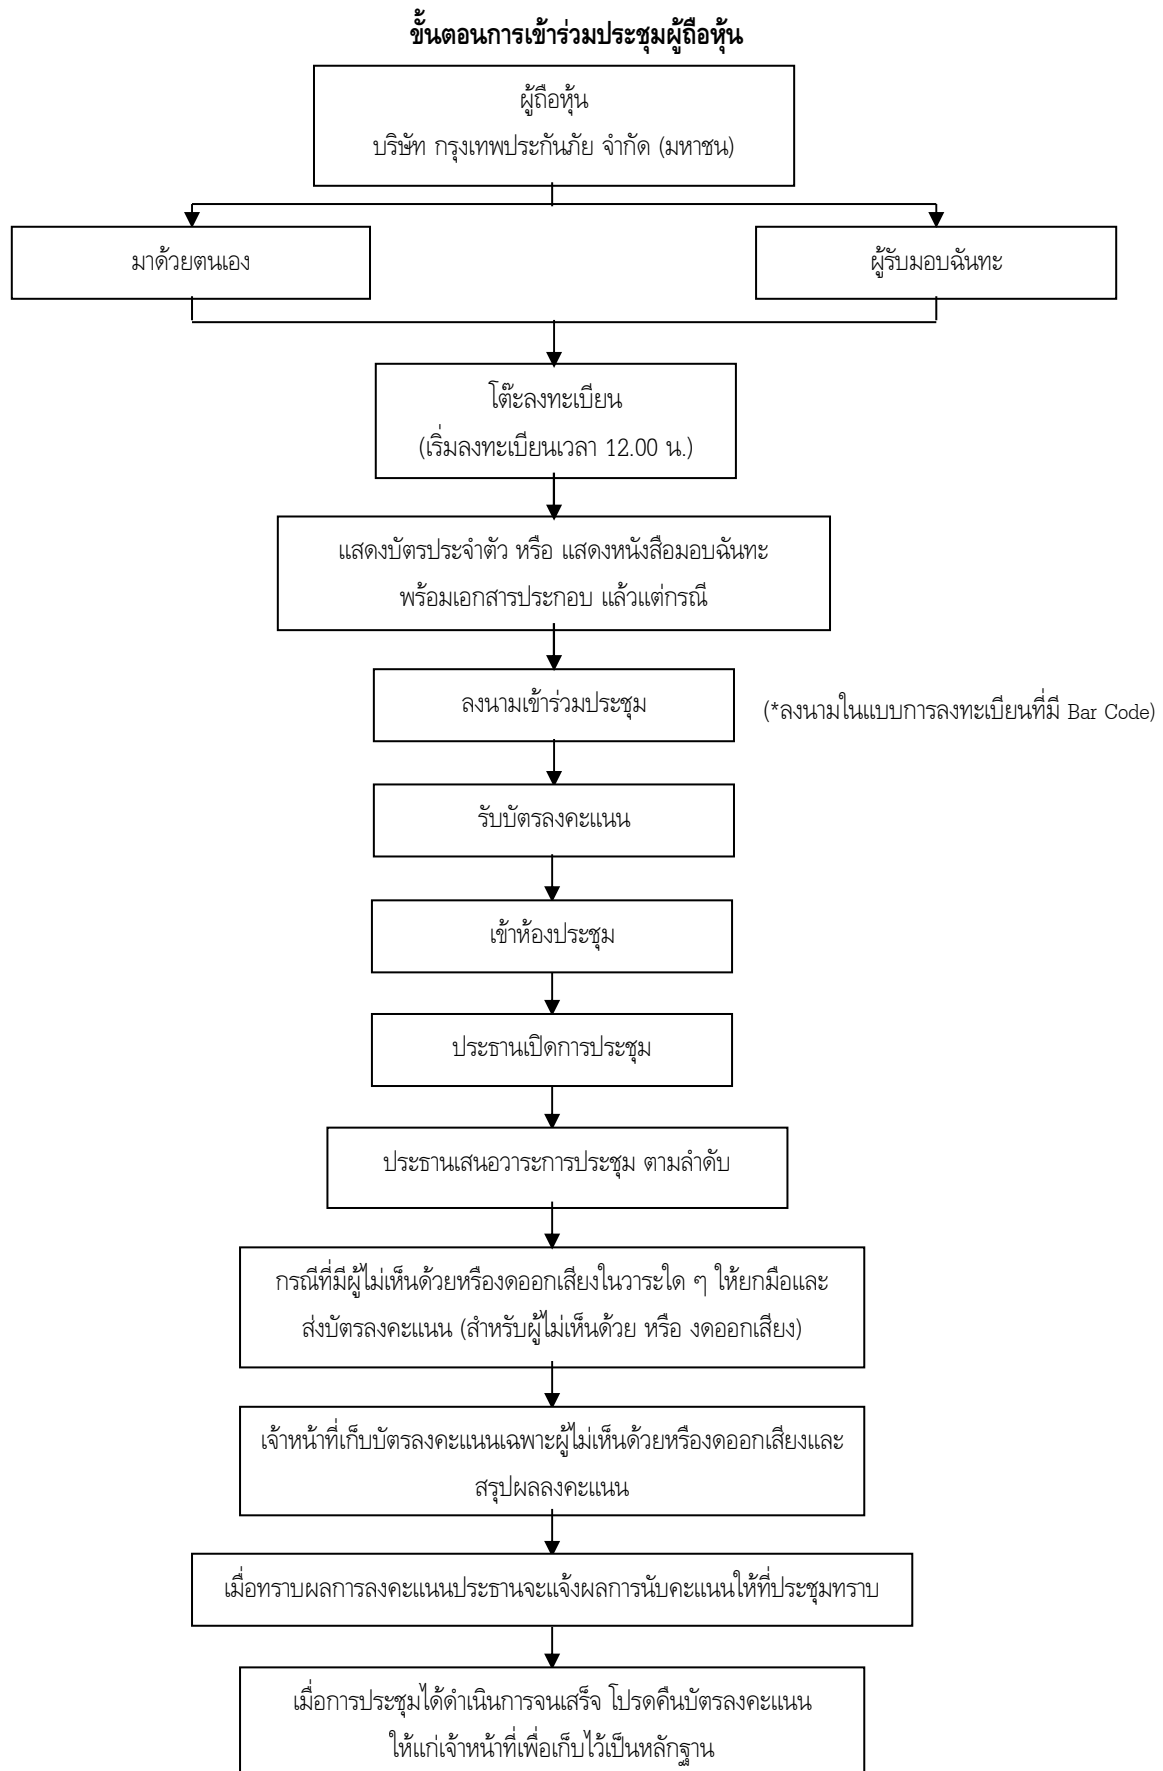 ขั้นตอนการเข้าร่วมประชุมผู้ถือหุ้น
ผู้ถือหุ้น
บริษัท กรุงเทพประกันภัย จำกัด (มหาชน)
มาด้วยตนเอง
ผู้รับมอบฉันทะ
โต๊ะลงทะเบียน
(เริ่มลงทะเบียนเวลา 12.00 น.)
แสดงบัตรประจำตัว หรือ แสดงหนังสือมอบฉันทะ
พร้อมเอกสารประกอบ แล้วแต่กรณี
ลงนามเข้าร่วมประชุม
(*ลงนามในแบบการลงทะเบียนที่มี Bar Code)
รับบัตรลงคะแนน
เข้าห้องประชุม
ประธานเปิดการประชุม
ประธานเสนอวาระการประชุม ตามลำดับ
กรณีที่มีผู้ไม่เห็นด้วยหรืองดออกเสียงในวาระใด ๆ ให้ยกมือและ
ส่งบัตรลงคะแนน (สำหรับผู้ไม่เห็นด้วย หรือ งดออกเสียง)
เจ้าหน้าที่เก็บบัตรลงคะแนนเฉพาะผู้ไม่เห็นด้วยหรืองดออกเสียงและ
สรุปผลลงคะแนน
เมื่อทราบผลการลงคะแนนประธานจะแจ้งผลการนับคะแนนให้ที่ประชุมทราบ
เมื่อการประชุมได้ดำเนินการจนเสร็จ โปรดคืนบัตรลงคะแนน
ให้แก่เจ้าหน้าที่เพื่อเก็บไว้เป็นหลักฐาน